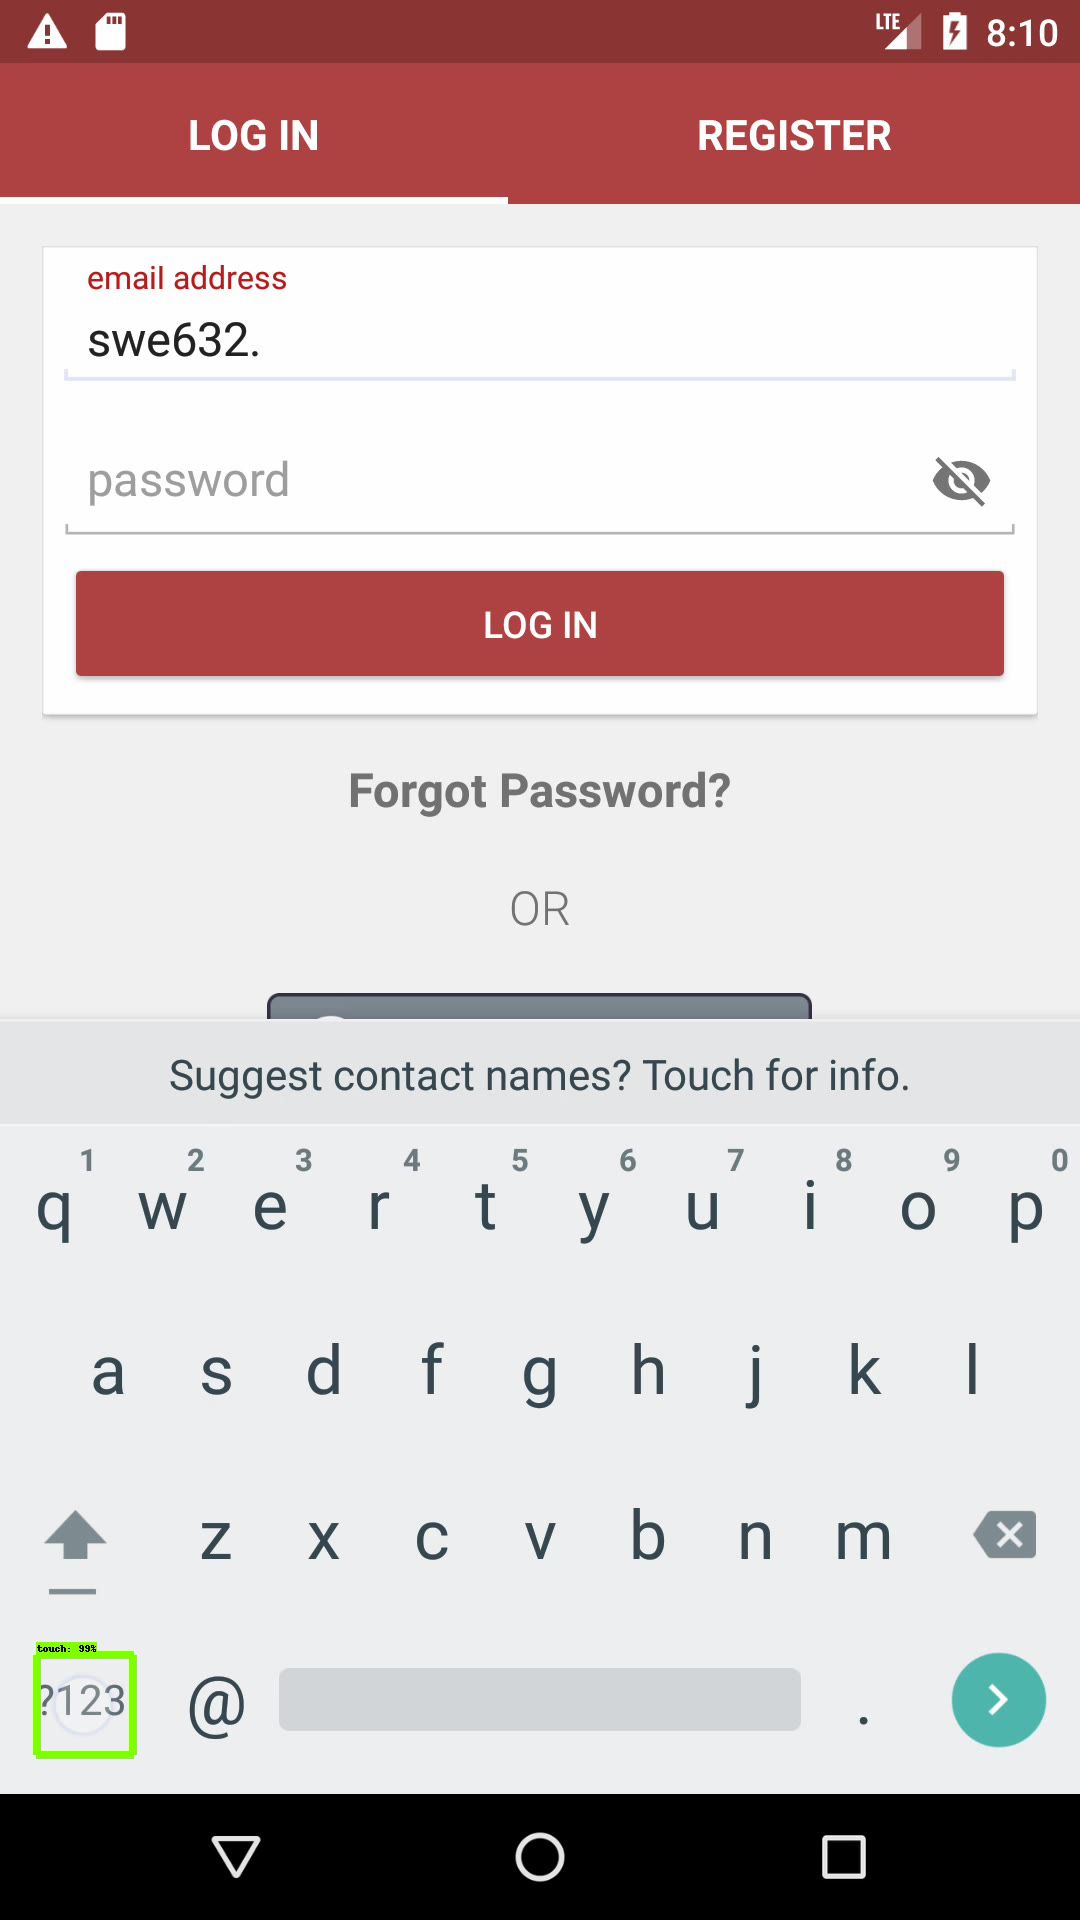 LTE 8:10
LOG IN REGISTER
email address
swe632.
password
LOG IN
Forgot Password?
OR
Suggest contact names? Touch for info.
1 2 3 4 5 6 7 8 9 0
q w e r t y u i o p
a s d f g h j k l
z x c v b n m
touch: 99%
?123 @ .